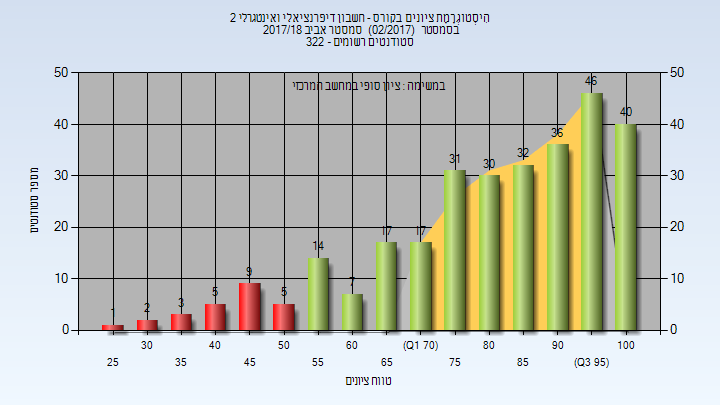 היסטוגרמת ציונים בקורס - חשבון דיפרנציאלי ואינטגרלי 2
בסמסטר (02/2017) סמסטר אביב 2017/18
סטודנטים רשומים - 322
במשימה : ציון סופי במחשב המרכזי
מספר סטודנטים
50 50
40 40
30 30
20 20
10 10
0 0
1 2 3 5 9 5 14 7 17 17 31 30 32 36 46 40
30 40 50 60 (Q1 70) 80 90 100
25 35 45 55 65 75 85 (Q3 95)
טווח ציונים